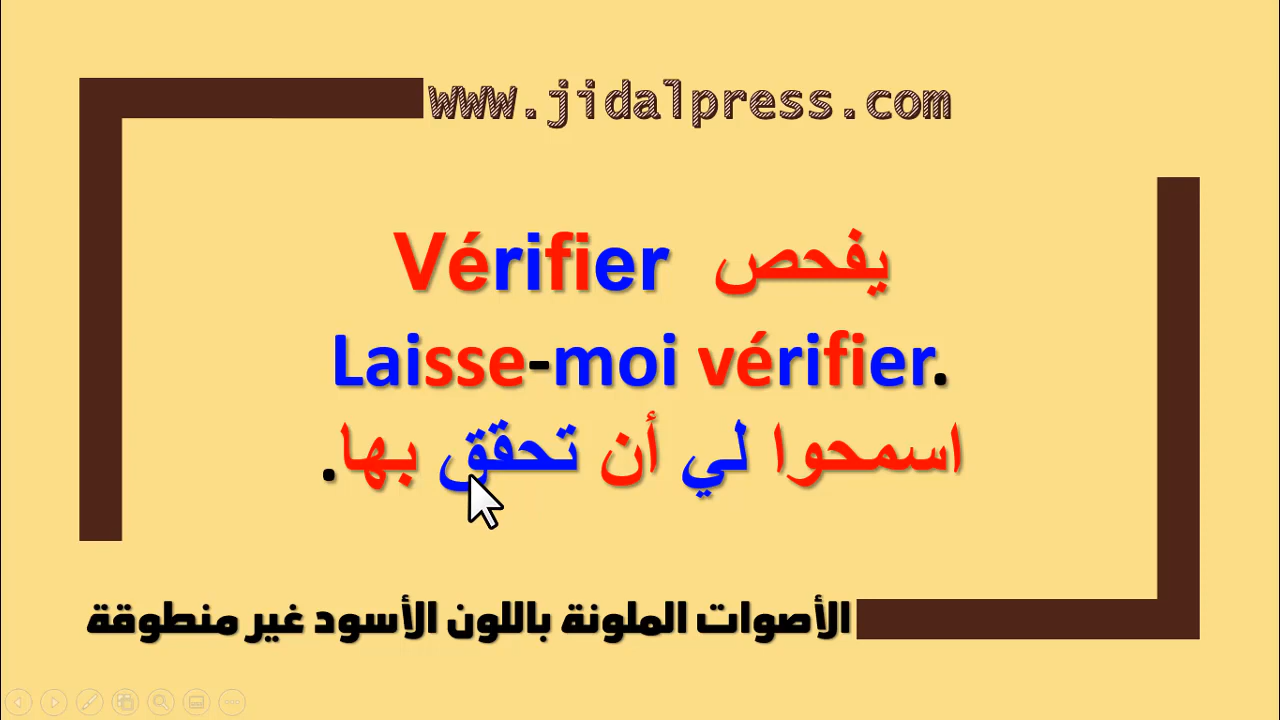 www.jidalpress.com
Vérifier يفحص
Laisse-moi vérifier.
اسمحوا لي أن تحقق بها.
الأصوات الملونة باللون الأسود غير منطوقة